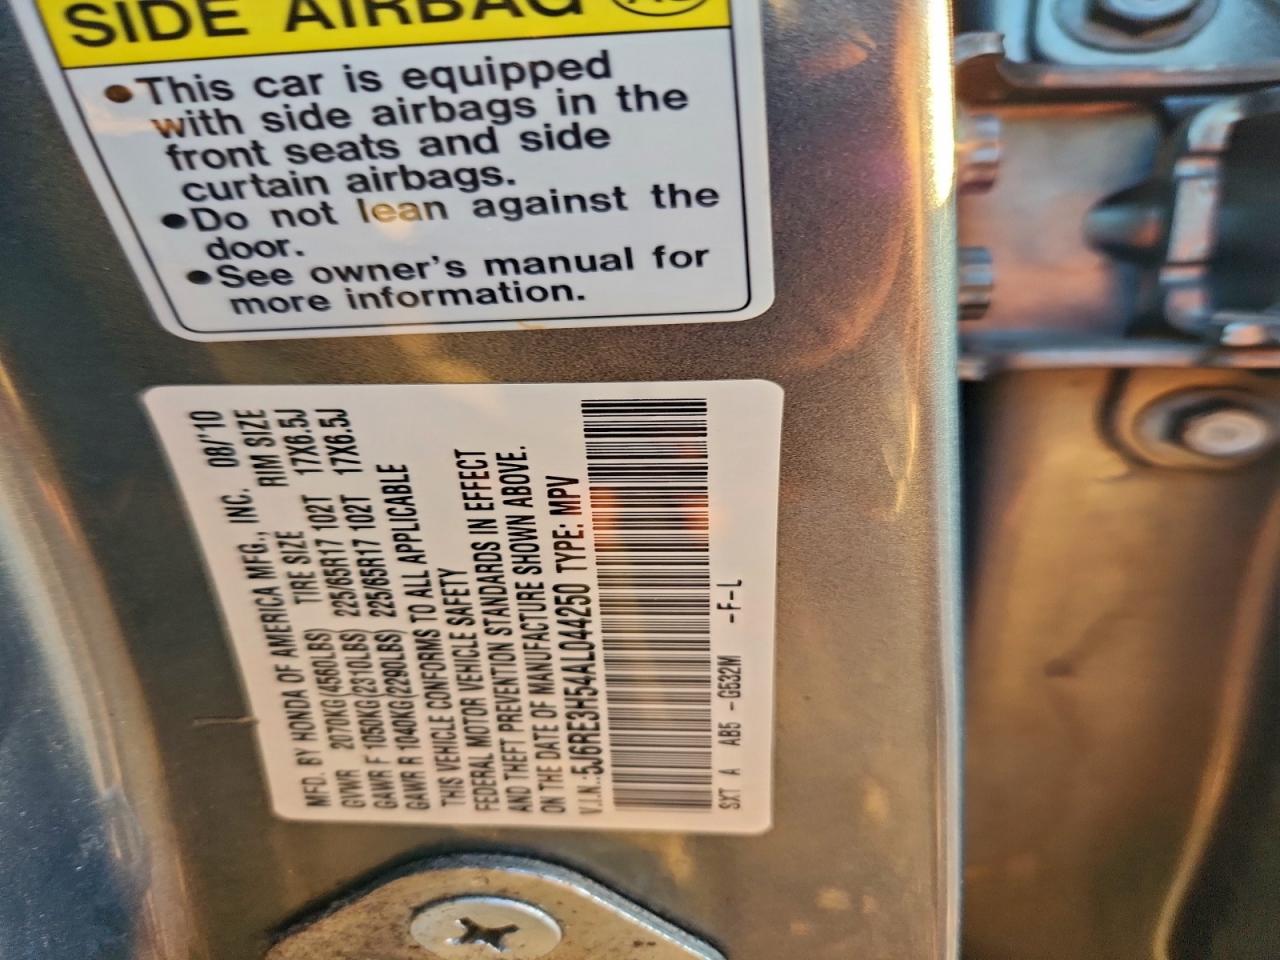 SIDE AIRBAG
•This car is equipped
with side airbags in the
front seats and side
curtain airbags.
•Do not lean against the
door.
•See owner's manual for
more information.
MFD. BY HONDA OF AMERICA MFG., INC. 08/'10
GVWR 2070KG(4560LBS) TIRE SIZE RIM SIZE
GAWR F 1050KG(2310LBS) 225/65R17 102T 17X6.5J
GAWR R 1040KG(2290LBS) 225/65R17 102T 17X6.5J
THIS VEHICLE CONFORMS TO ALL APPLICABLE
FEDERAL MOTOR VEHICLE SAFETY
AND THEFT PREVENTION STANDARDS IN EFFECT
ON THE DATE OF MANUFACTURE SHOWN ABOVE.
V.I.N.:5J6RE3H54AL044250 TYPE: MPV
SXT A AB5 -G532M -F-L